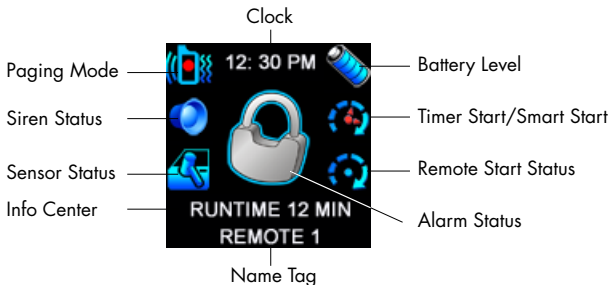 Clock
Paging Mode
12: 30 PM
Battery Level
Siren Status
Timer Start/Smart Start
Sensor Status
Remote Start Status
Info Center
RUNTIME 12 MIN
Alarm Status
REMOTE 1
Name Tag